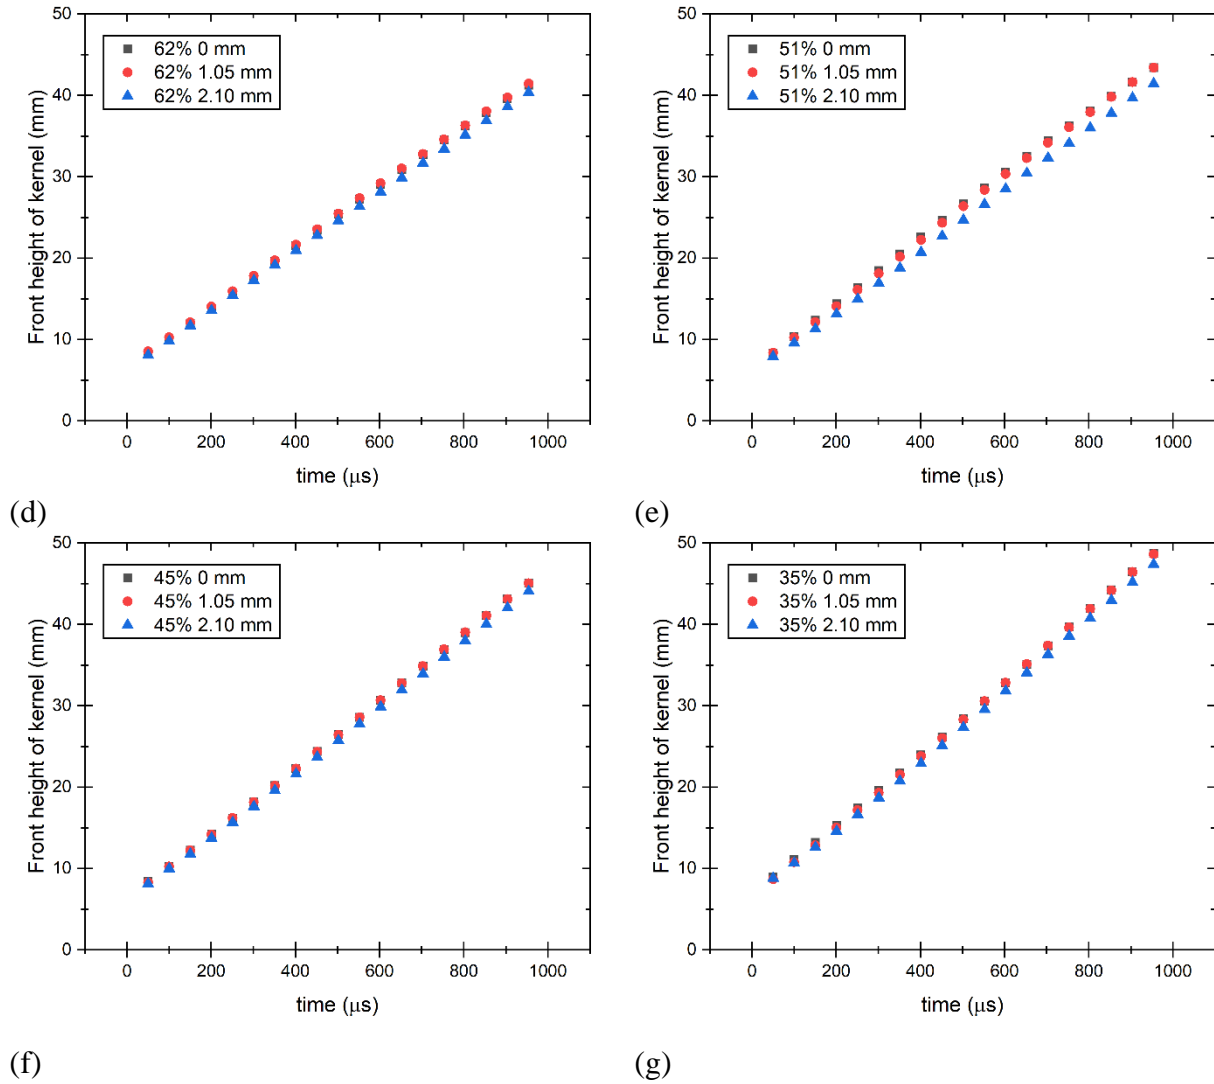 50
40
30
20
10
0
Front height of kernel (mm)
62% 0 mm
62% 1.05 mm
62% 2.10 mm
0 200 400 600 800 1000
time (μs)
(d)
50
40
30
20
10
0
Front height of kernel (mm)
51% 0 mm
51% 1.05 mm
51% 2.10 mm
0 200 400 600 800 1000
time (μs)
(e)
50
40
30
20
10
0
Front height of kernel (mm)
45% 0 mm
45% 1.05 mm
45% 2.10 mm
0 200 400 600 800 1000
time (μs)
(f)
50
40
30
20
10
0
Front height of kernel (mm)
35% 0 mm
35% 1.05 mm
35% 2.10 mm
0 200 400 600 800 1000
time (μs)
(g)